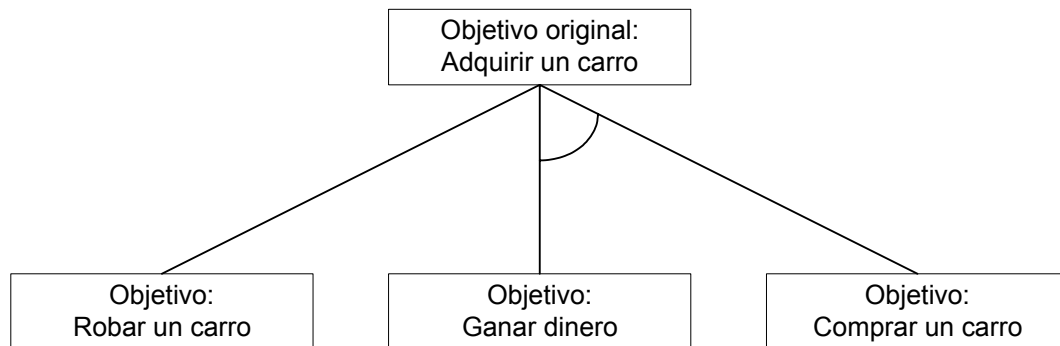 Objetivo original:
Adquirir un carro
Objetivo:
Robar un carro
Objetivo:
Ganar dinero
Objetivo:
Comprar un carro